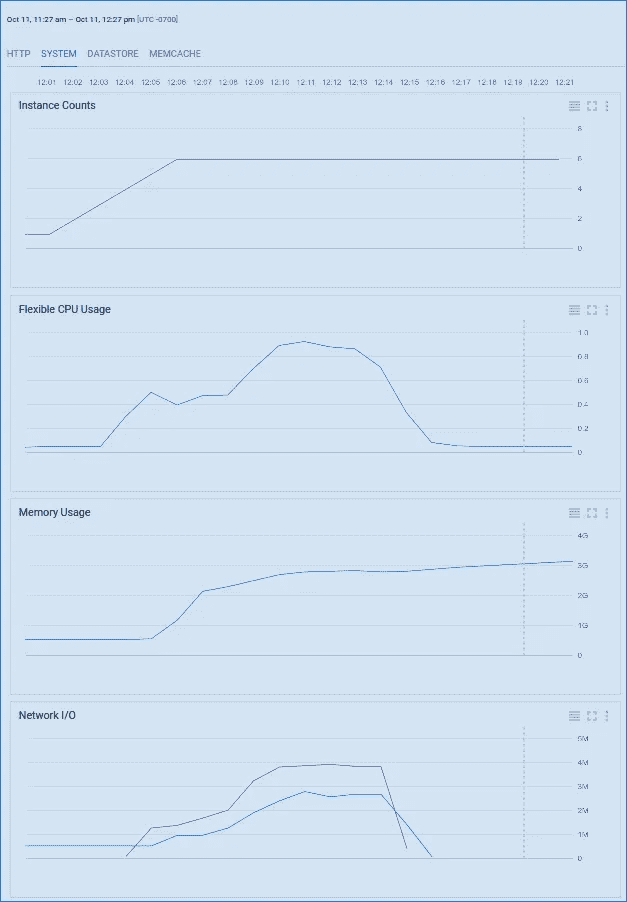 Oct 11, 11:27 am – Oct 11, 12:27 pm [UTC -0700]
HTTP SYSTEM DATASTORE MEMCACHE
12:01 12:02 12:03 12:04 12:05 12:06 12:07 12:08 12:09 12:10 12:11 12:12 12:13 12:14 12:15 12:16 12:17 12:18 12:19 12:20 12:21
Instance Counts
8
6
4
2
0
Flexible CPU Usage
1.0
0.8
0.6
0.4
0.2
0
Memory Usage
4G
3G
2G
1G
0
Network I/O
5M
4M
3M
2M
1M
0